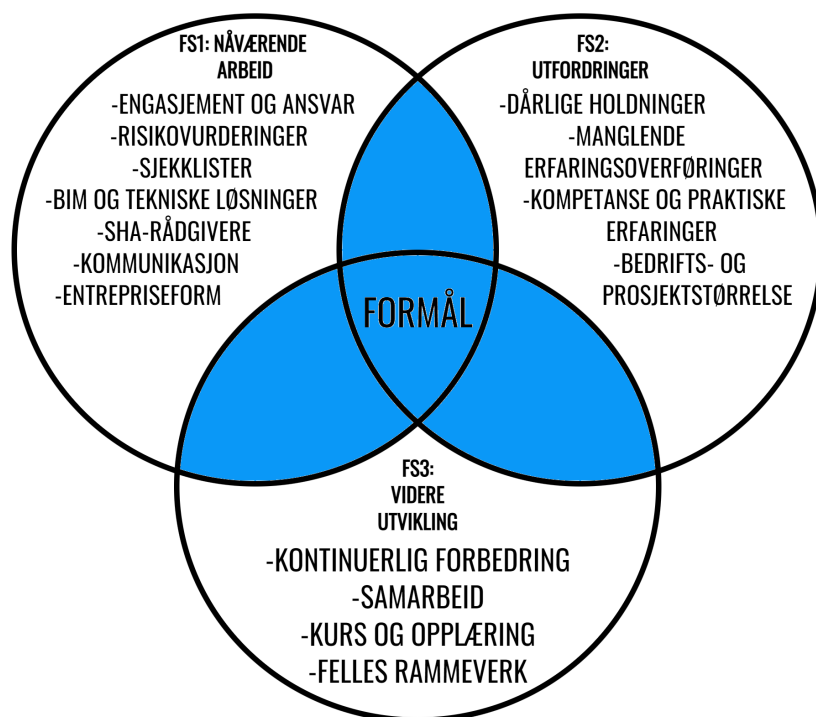 FS1: NÅVÆRENDE
ARBEID
-ENGASJEMENT OG ANSVAR
-RISIKOVURDERINGER
-SJEKKLISTER
-BIM OG TEKNISKE LØSNINGER
-SHA-RÅDGIVERE
-KOMMUNIKASJON
-ENTREPRISEFORM
FS2:
UTFORDRINGER
-DÅRLIGE HOLDNINGER
-MANGLENDE
ERFARINGSOVERFØRINGER
-KOMPETANSE OG PRAKTISKE
ERFARINGER
-BEDRIFTS- OG
PROSJEKTSTØRRELSE
FORMÅL
FS3:
VIDERE
UTVIKLING
-KONTINUERLIG FORBEDRING
-SAMARBEID
-KURS OG OPPLÆRING
-FELLES RAMMEVERK